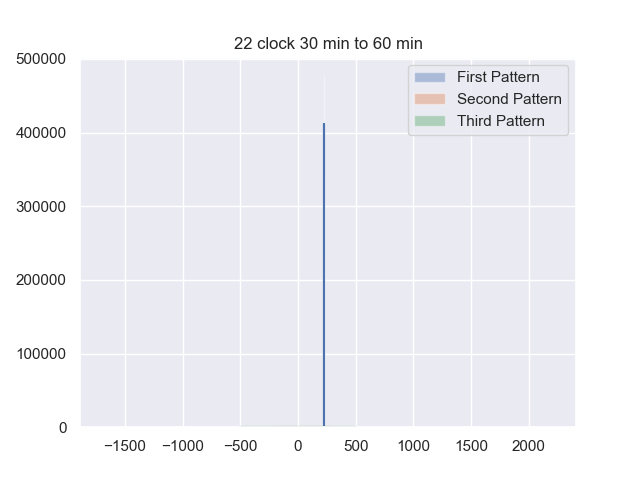 22 clock 30 min to 60 min
500000
400000
300000
200000
100000
0
First Pattern
Second Pattern
Third Pattern
−1500 −1000 −500 0 500 1000 1500 2000